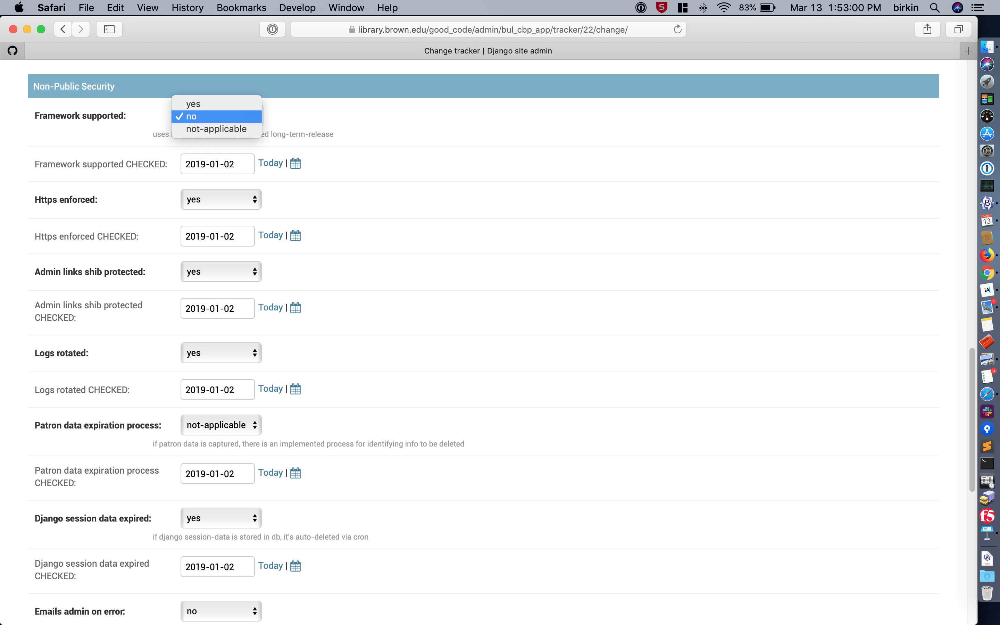 Safari File Edit View History Bookmarks Develop Window Help 83% Mar 13 1:53:00 PM birkin
library.brown.edu/good_code/admin/bul_cbp_app/tracker/22/change/
Change tracker | Django site admin
Non-Public Security
yes
Framework supported: ✓ no
not-applicable
uses ed long-term-release
Framework supported CHECKED: 2019-01-02 Today |
Https enforced: yes
Https enforced CHECKED: 2019-01-02 Today |
Admin links shib protected: yes
Admin links shib protected
CHECKED: 2019-01-02 Today |
Logs rotated: yes
Logs rotated CHECKED: 2019-01-02 Today |
Patron data expiration process: not-applicable
if patron data is captured, there is an implemented process for identifying info to be deleted
Patron data expiration process
CHECKED: 2019-01-02 Today |
Django session data expired: yes
if django session-data is stored in db, it's auto-deleted via cron
Django session data expired
CHECKED: 2019-01-02 Today |
Emails admin on error: no
MAR
13
iA
1
14
f5
TEXT